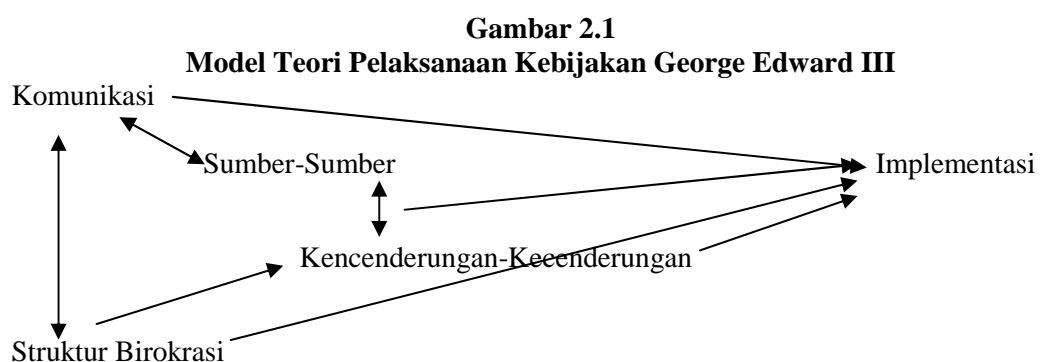 Gambar 2.1
Model Teori Pelaksanaan Kebijakan George Edward III
Komunikasi
Sumber-Sumber
Implementasi
Kencenderungan-Kecenderungan
Struktur Birokrasi